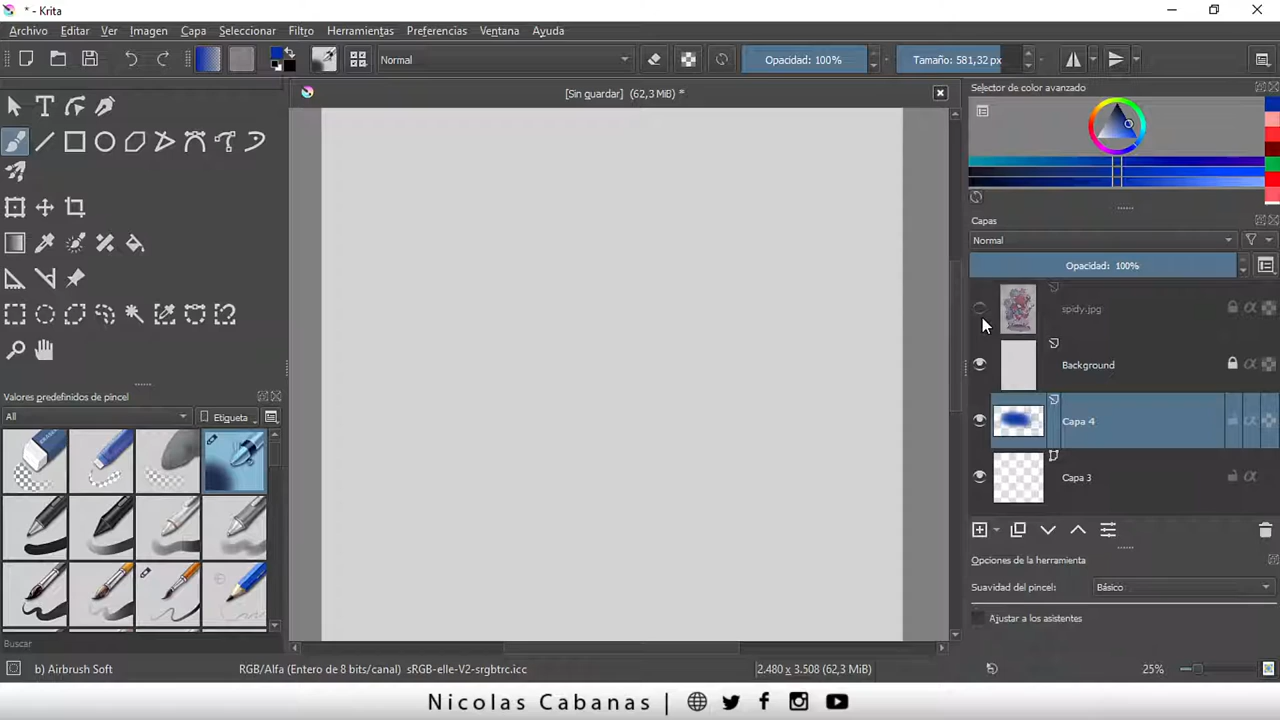 * - Krita
Archivo Editar Ver Imagen Capa Seleccionar Filtro Herramientas Preferencias Ventana Ayuda
Normal Opacidad: 100% Tamaño: 581,32 px
[Sin guardar] (62,3 MiB) *
Selector de color avanzado
Capas
Normal
Opacidad: 100%
spidy.jpg
Background
Capa 4
Capa 3
Opciones de la herramienta
Suavidad del pincel: Básico
Ajustar a los asistentes
Valores predefinidos de pincel
All Etiqueta
Buscar
b) Airbrush Soft RGB/Alfa (Entero de 8 bits/canal) sRGB-elle-V2-srgbtrc.icc 2.480 x 3.508 (62,3 MiB) 25%
Nicolas Cabanas |